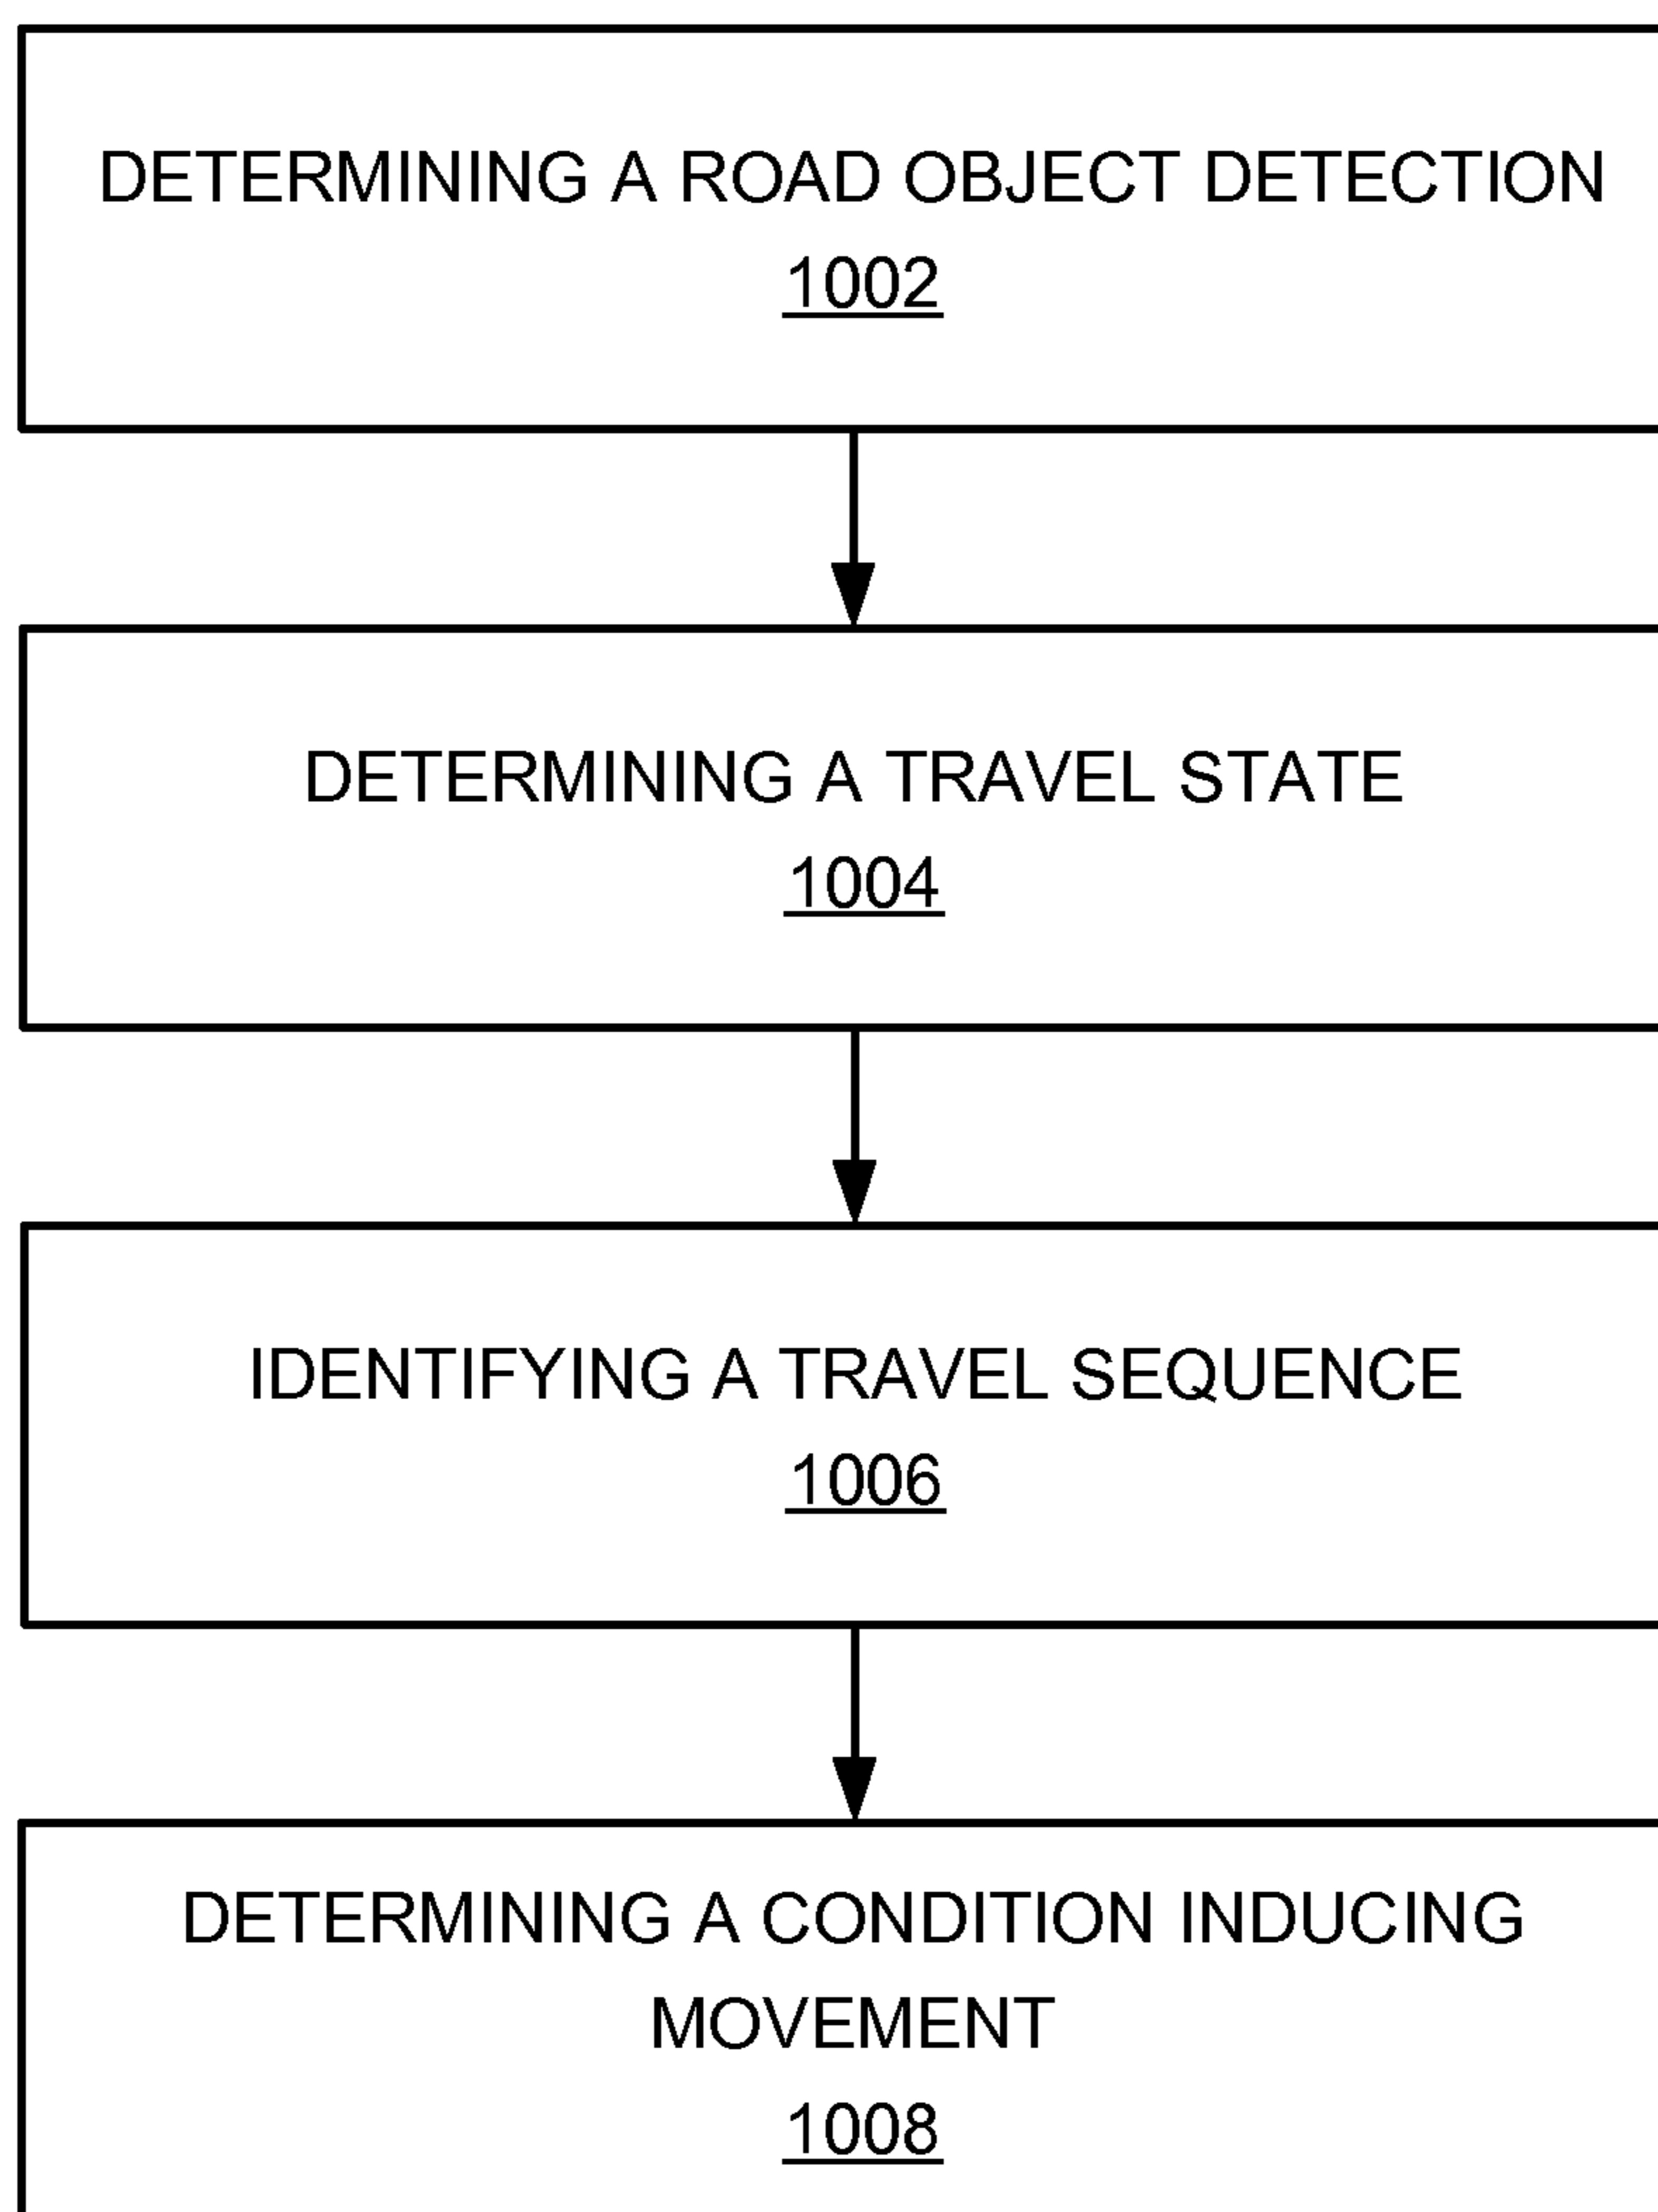 DETERMINING A ROAD OBJECT DETECTION
1002
DETERMINING A TRAVEL STATE
1004
IDENTIFYING A TRAVEL SEQUENCE
1006
DETERMINING A CONDITION INDUCING
MOVEMENT
1008